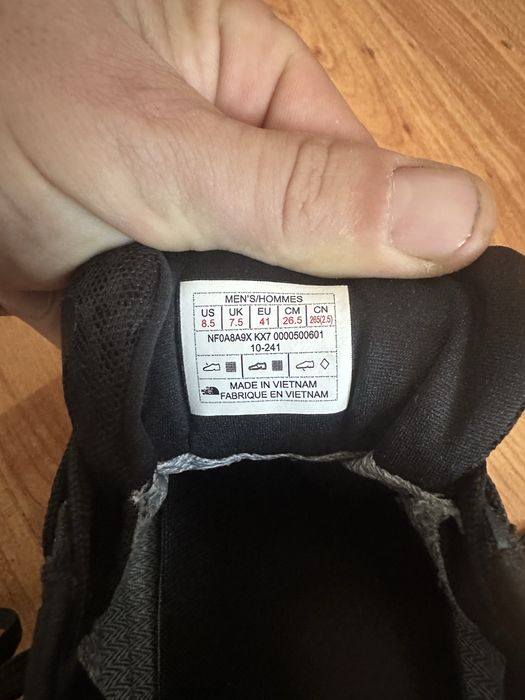 MEN'S/HOMMES
US UK EU CM CN
8.5 7.5 41 26.5 265(2.5)
NF0A8A9X KX7 0000500601
10-241
MADE IN VIETNAM
FABRIQUE EN VIETNAM